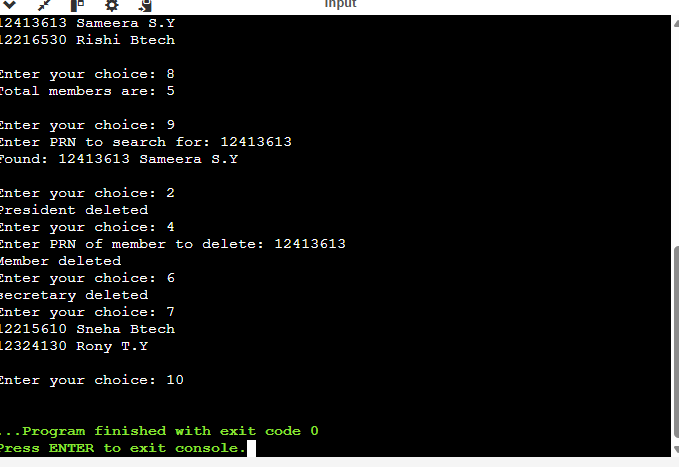 Input
12413613 Sameera S.Y
12216530 Rishi Btech
Enter your choice: 8
Total members are: 5
Enter your choice: 9
Enter PRN to search for: 12413613
Found: 12413613 Sameera S.Y
Enter your choice: 2
President deleted
Enter your choice: 4
Enter PRN of member to delete: 12413613
Member deleted
Enter your choice: 6
secretary deleted
Enter your choice: 7
12215610 Sneha Btech
12324130 Rony T.Y
Enter your choice: 10
...Program finished with exit code 0
Press ENTER to exit console.